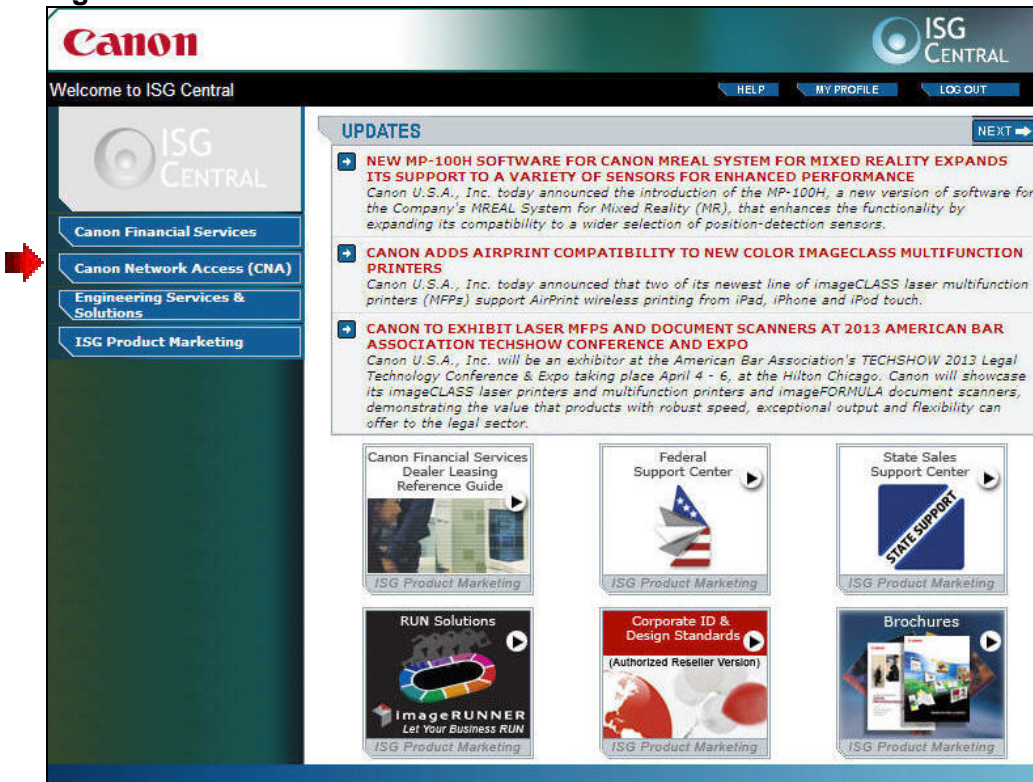 Canon
ISG
CENTRAL
Welcome to ISG Central
HELP
MY PROFILE
LOG OUT
ISG
CENTRAL
Canon Financial Services
Canon Network Access (CNA)
Engineering Services &
Solutions
ISG Product Marketing
UPDATES
NEXT
NEW MP-100H SOFTWARE FOR CANON MREAL SYSTEM FOR MIXED REALITY EXPANDS
ITS SUPPORT TO A VARIETY OF SENSORS FOR ENHANCED
PERFORMANCE
Canon U.S.A., Inc. today announced the introduction of the MP-100H, a new version of software for
the Company's MREAL System for Mixed Reality (MR), that enhances the functionality by
expanding its compatibility to a wider selection of position-detection sensors.
CANON ADDS AIRPRINT COMPATIBILITY TO NEW COLOR IMAGECLASS MULTIFUNCTION
PRINTERS
Canon U.S.A., Inc. today announced that two of its newest line of imageCLASS laser multifunction
printers (MFPs) support AirPrint wireless printing from iPad, iPhone and iPod touch.
CANON TO EXHIBIT LASER MFPS AND DOCUMENT SCANNERS AT 2013 AMERICAN BAR
ASSOCIATION TECHSHOW CONFERENCE AND EXPO
Canon U.S.A., Inc. will be an exhibitor at the American Bar Association's TECHSHOW 2013 Legal
Technology Conference & Expo taking place April 4 - 6, at the Hilton Chicago. Canon will showcase
its imageCLASS laser printers and multifunction printers and imageFORMULA document scanners,
demonstrating the value that products with robust speed, exceptional output and flexibility can
offer to the legal sector.
Canon Financial Services
Dealer Leasing
Reference Guide
ISG Product Marketing
Federal
Support Center
ISG Product Marketing
State Sales
Support Center
STATE SUPPORT
ISG Product Marketing
RUN Solutions
imageRUNNER
Let Your Business RUN
ISG Product Marketing
Corporate ID &
Design Standards
(Authorized Reseller Version)
ISG Product Marketing
Brochures
ISG Product Marketing